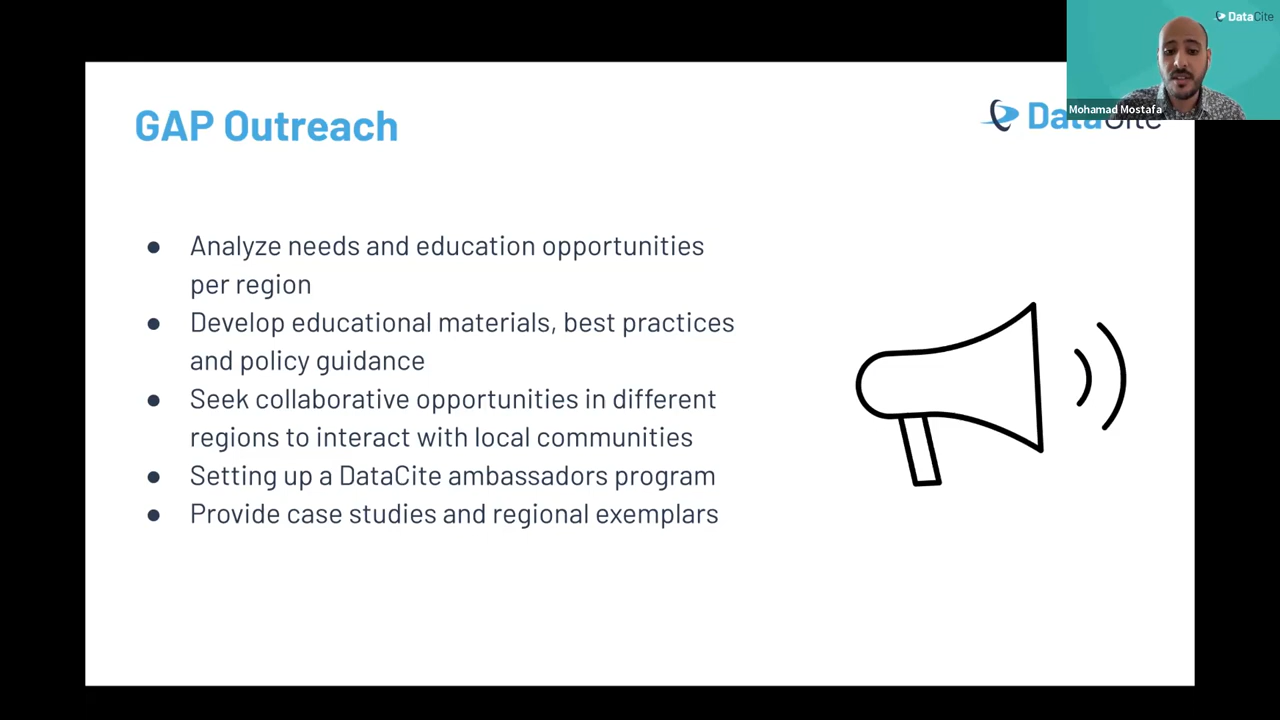 DataCite
Mohamad Mostafa
GAP Outreach
DataCite
● Analyze needs and education opportunities
per region
● Develop educational materials, best practices
and policy guidance
● Seek collaborative opportunities in different
regions to interact with local communities
● Setting up a DataCite ambassadors program
● Provide case studies and regional exemplars